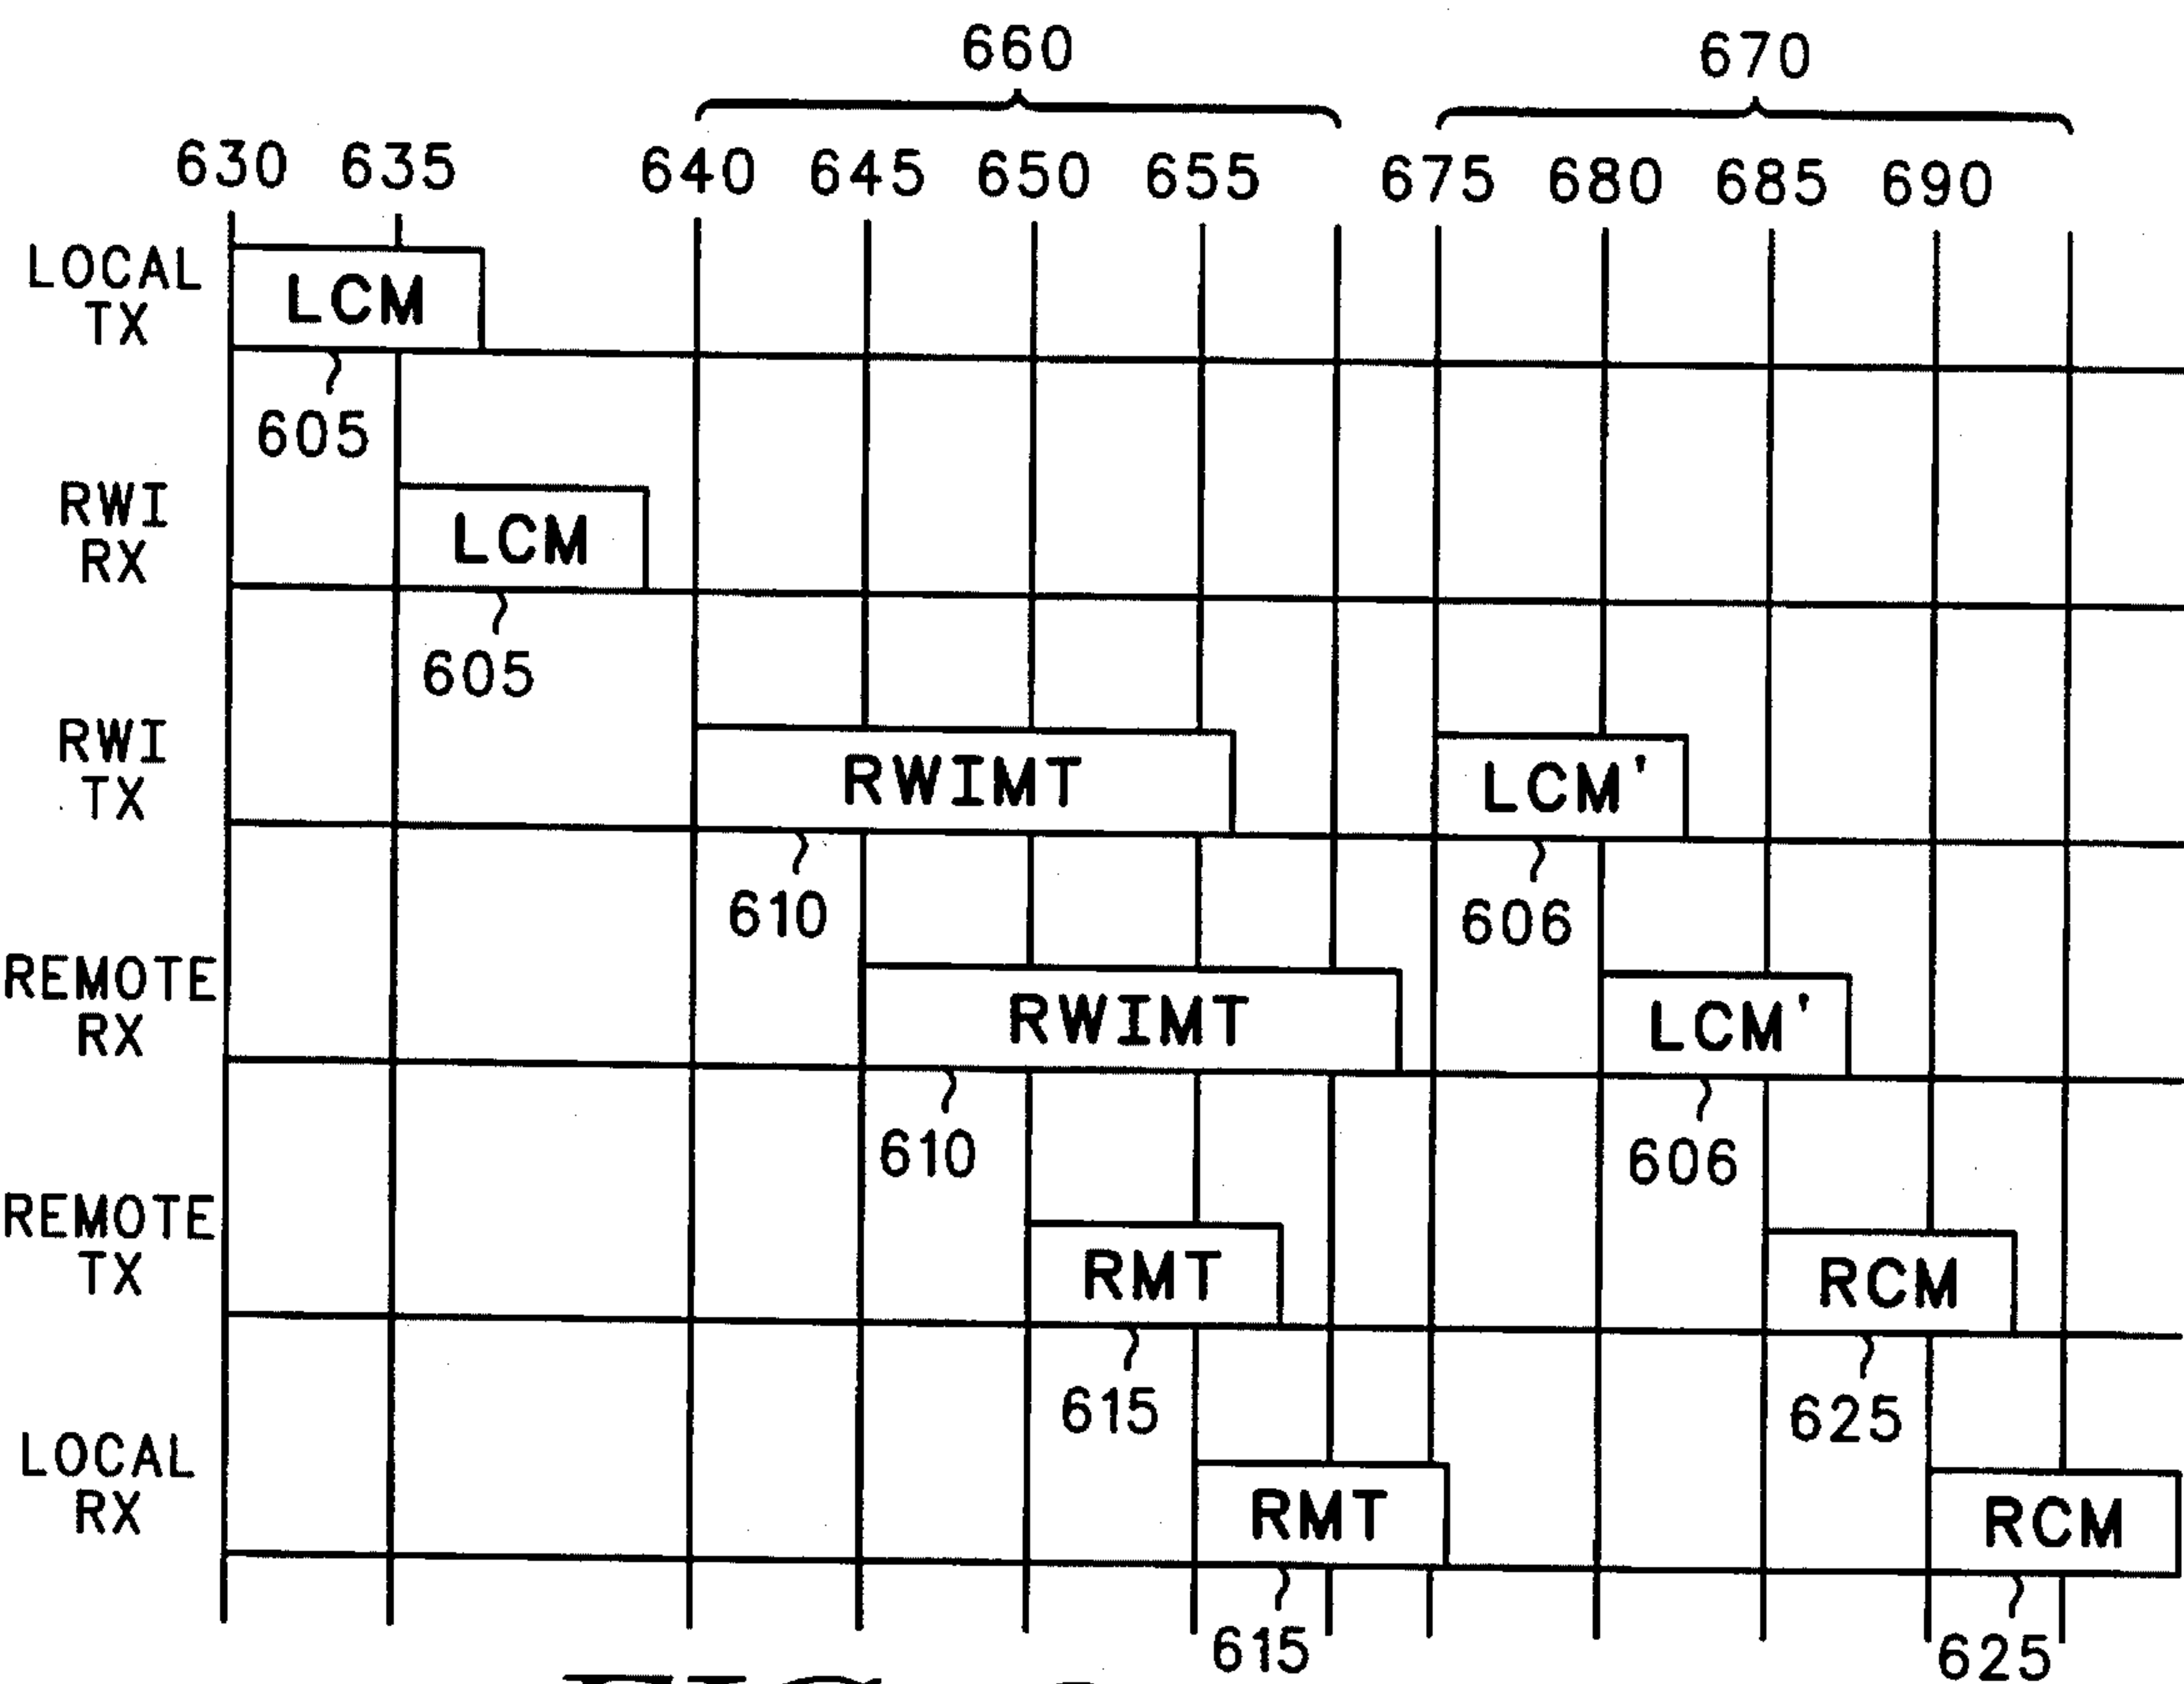 660 670
630 635 640 645 650 655 675 680 685 690
LOCAL
TX
LCM
605
RWI
RX
LCM
605
RWI
TX
RWIMT LCM'
610 606
REMOTE
RX
RWIMT LCM'
610 606
REMOTE
TX
RMT RCM
615 625
LOCAL
RX
RMT RCM
615 625